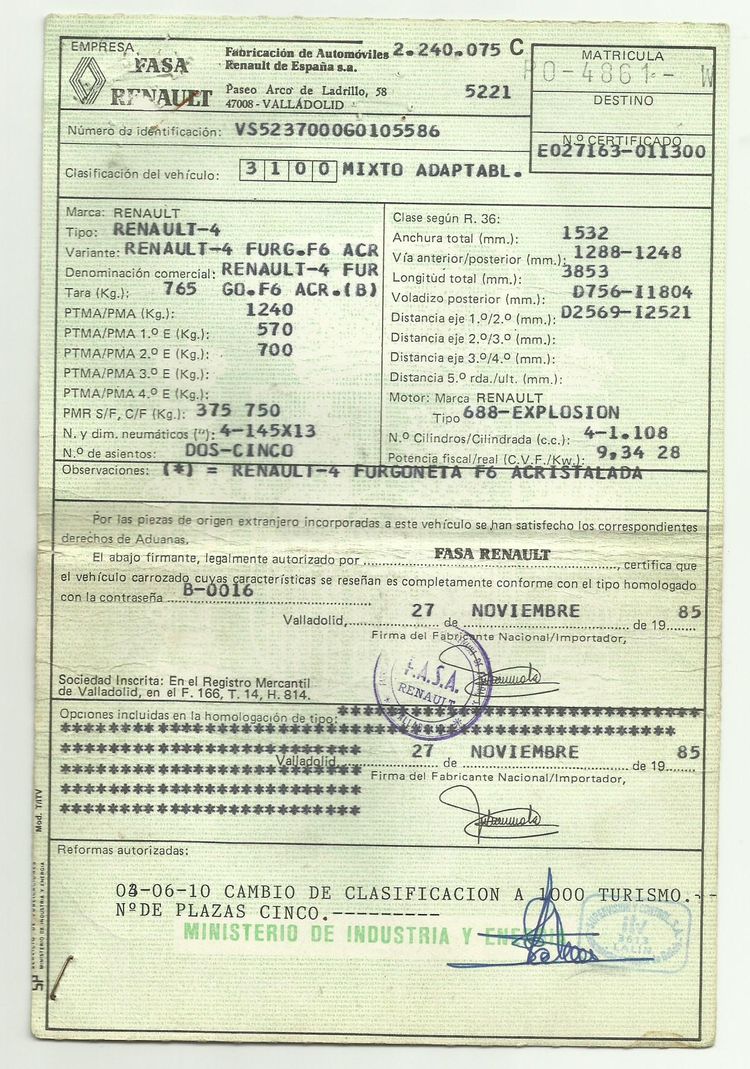 EMPRESA
FASA
RENAULT
Fabricación de Automóviles
Renault de España s.a.
Paseo Arco de Ladrillo, 58
47008 - VALLADOLID
2.240.075 C
5221
MATRICULA
PO-4861-W
DESTINO
N.º CERTIFICADO
E027163-011300
Número de identificación: VS5237000G0105586
Clasificación del vehículo: 3 1 0 0 MIXTO ADAPTABL.
Marca: RENAULT
Tipo: RENAULT-4
Variante: RENAULT-4 FURG.F6 ACR
Denominación comercial: RENAULT-4 FUR
Tara (Kg.): 765 GO.F6 ACR.(B)
PTMA/PMA (Kg.): 1240
PTMA/PMA 1.º E (Kg.): 570
PTMA/PMA 2.º E (Kg.): 700
PTMA/PMA 3.º E (Kg.):
PTMA/PMA 4.º E (Kg.):
PMR S/F, C/F (Kg.): 375 750
N. y dim. neumáticos ("): 4-145X13
N.º de asientos: DOS-CINCO
Clase según R. 36:
Anchura total (mm.): 1532
Vía anterior/posterior (mm.): 1288-1248
Longitud total (mm.): 3853
Voladizo posterior (mm.): D756-I1804
Distancia eje 1.º/2.º (mm.): D2569-I2521
Distancia eje 2.º/3.º (mm.):
Distancia eje 3.º/4.º (mm.):
Distancia 5.º rda./ult. (mm.):
Motor: Marca RENAULT
Tipo 688-EXPLOSION
N.º Cilindros/Cilindrada (c.c.): 4-1.108
Potencia fiscal/real (C.V.F./Kw.): 9,34 28
Observaciones: (*) = RENAULT-4 FURGONETA F6 ACRISTALADA
Por las piezas de origen extranjero incorporadas a este vehículo se han satisfecho los correspondientes
derechos de Aduanas.
El abajo firmante, legalmente autorizado por FASA RENAULT, certifica que
el vehículo carrozado cuyas características se reseñan es completamente conforme con el tipo homologado
con la contraseña B-0016
Valladolid, 27 de NOVIEMBRE de 19 85
Firma del Fabricante Nacional/Importador,
F.A.S.A.
RENAULT
Sociedad Inscrita: En el Registro Mercantil
de Valladolid, en el F. 166, T. 14, H. 814.
Opciones incluidas en la homologación de tipo: ************************************
************************************************************
******************************
Valladolid 27 de NOVIEMBRE de 19 85
******************************
Firma del Fabricante Nacional/Importador,
******************************
******************************
Mod. T/ITV
MINISTERIO DE INDUSTRIA Y ENERGIA
SP
Reformas autorizadas:
03-06-10 CAMBIO DE CLASIFICACION A 1000 TURISMO.--
NºDE PLAZAS CINCO.---------
MINISTERIO DE INDUSTRIA Y ENERGIA